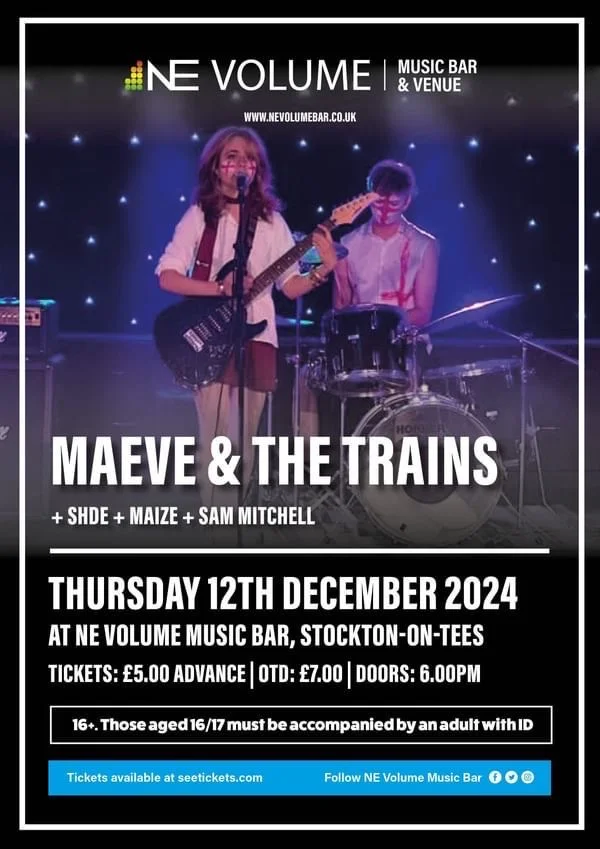 NE VOLUME | MUSIC BAR
& VENUE
WWW.NEVOLUMEBAR.CO.UK
MAEVE & THE TRAINS
+ SHDE + MAIZE + SAM MITCHELL
THURSDAY 12TH DECEMBER 2024
AT NE VOLUME MUSIC BAR, STOCKTON-ON-TEES
TICKETS: £5.00 ADVANCE | OTD: £7.00 | DOORS: 6.00PM
16+. Those aged 16/17 must be accompanied by an adult with ID
Tickets available at seetickets.com
Follow NE Volume Music Bar